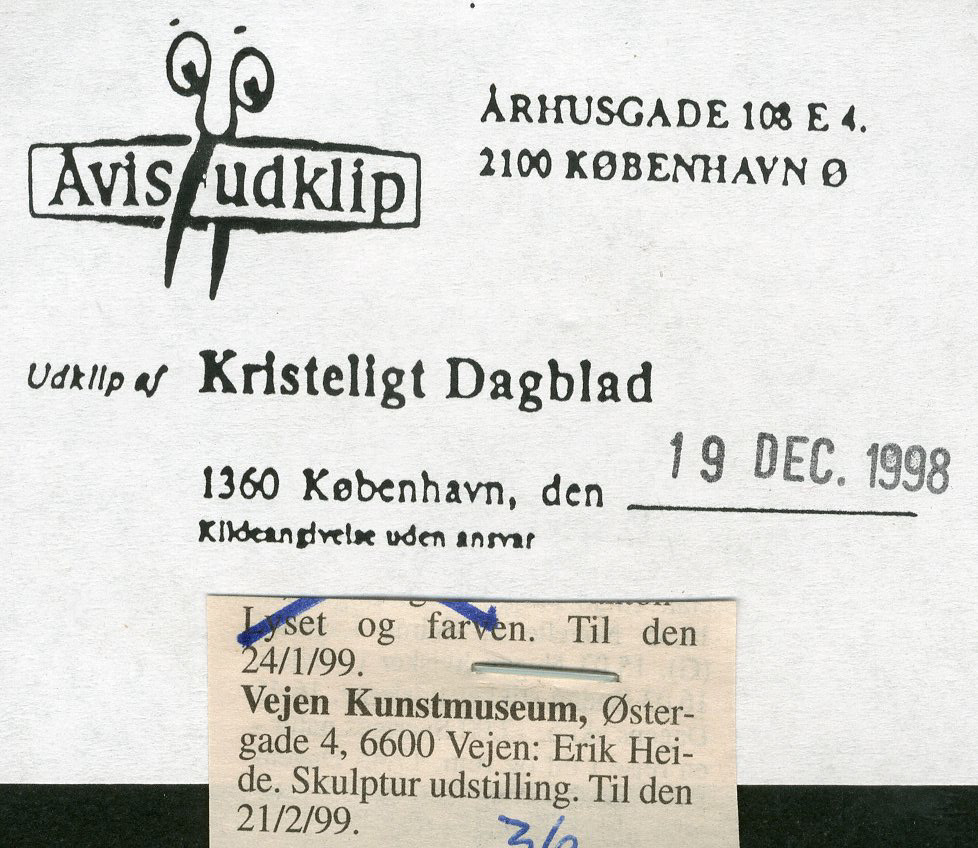 Avis udklip
ÅRHUSGADE 108 E 4.
2100 KØBENHAVN Ø
Udklip af Kristeligt Dagblad
19 DEC. 1998
1360 København, den
Kildeangivelse uden ansvar
Lyset og farven. Til den
24/1/99.
Vejen Kunstmuseum, Øster-
gade 4, 6600 Vejen: Erik Hei-
de. Skulptur udstilling. Til den
21/2/99.